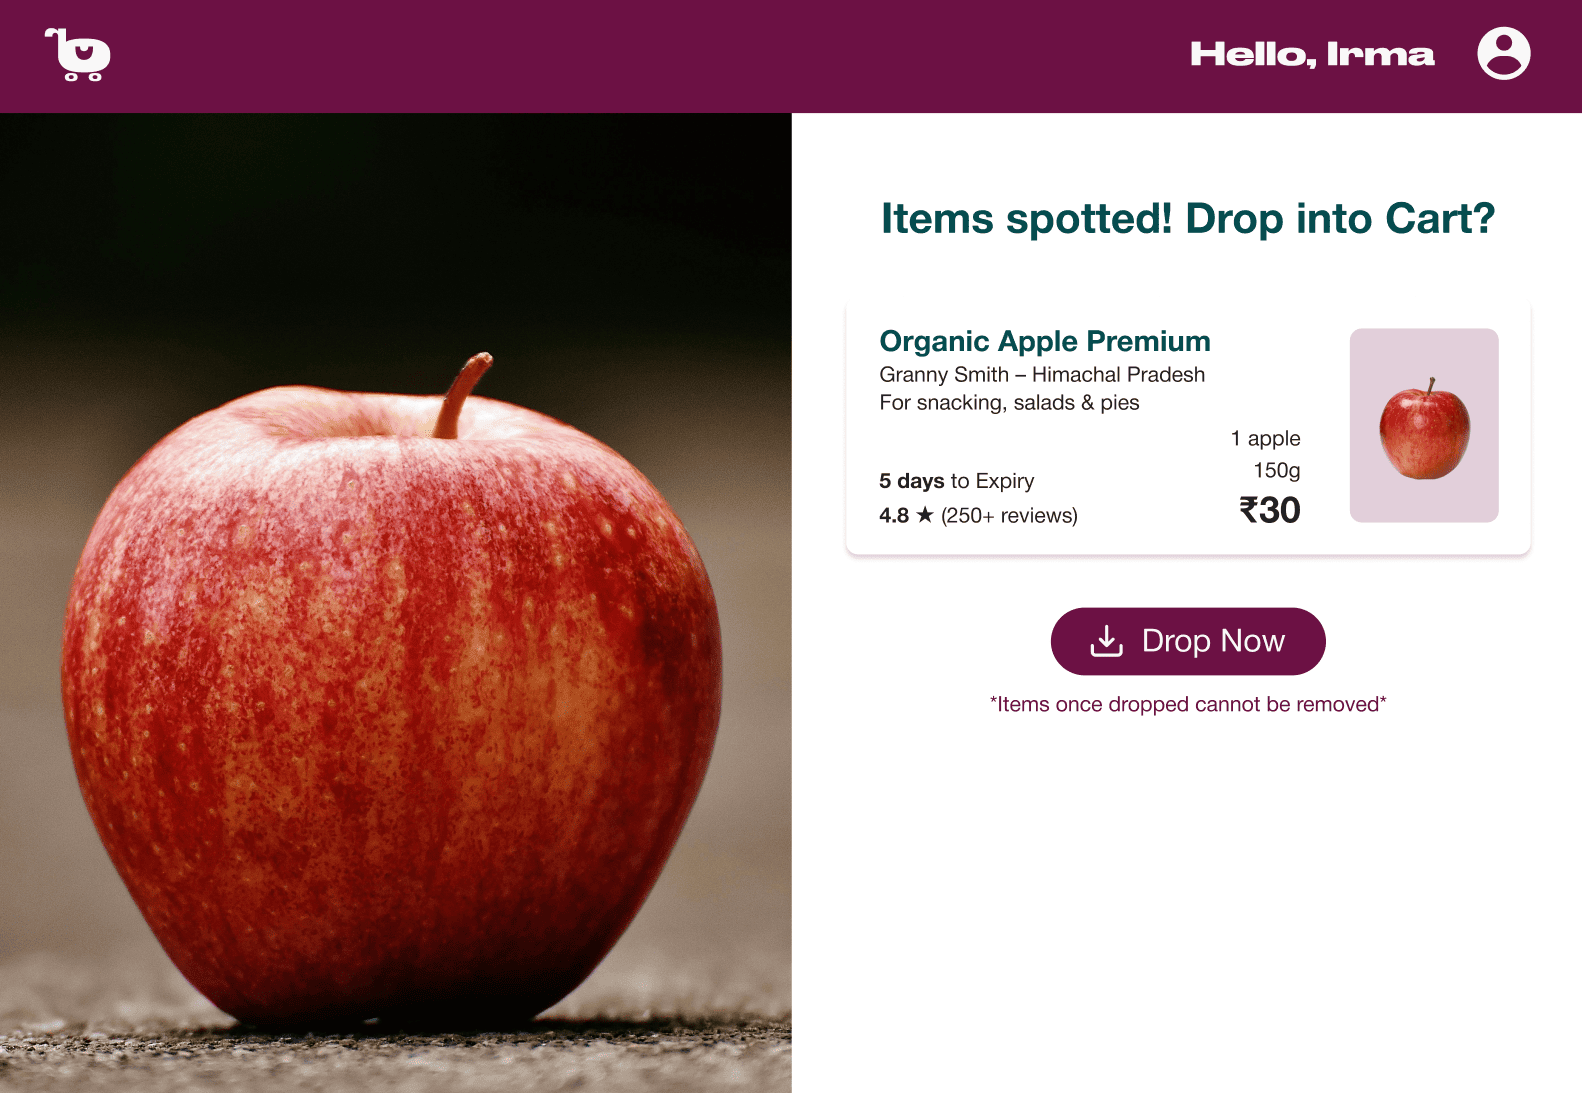 Hello, Irma
Items spotted! Drop into Cart?
Organic Apple Premium
Granny Smith – Himachal Pradesh
For snacking, salads & pies
1 apple
150g
5 days to Expiry
4.8 ★ (250+ reviews)
₹30
Drop Now
*Items once dropped cannot be removed*